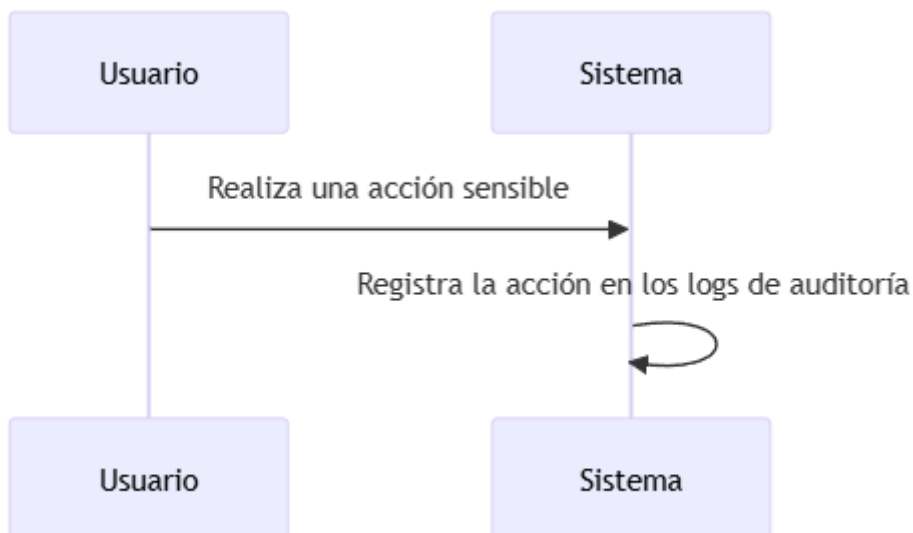 Usuario
Sistema
Realiza una acción sensible
Registra la acción en los logs de auditoría
Usuario
Sistema